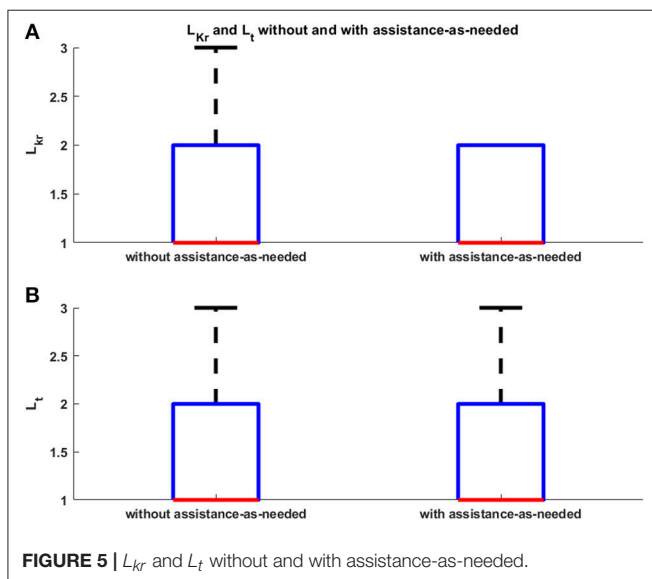 A
L_Kr and L_t without and with assistance-as-needed
3
2.5
2
1.5
1
L_kr
without assistance-as-needed
with assistance-as-needed
B
3
2.5
2
1.5
1
L_t
without assistance-as-needed
with assistance-as-needed
FIGURE 5 | L_kr and L_t without and with assistance-as-needed.